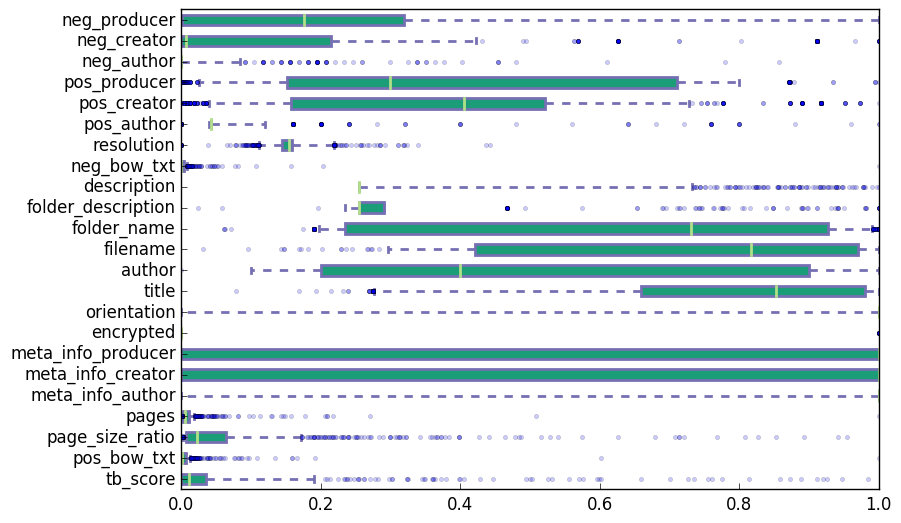 neg_producer
neg_creator
neg_author
pos_producer
pos_creator
pos_author
resolution
neg_bow_txt
description
folder_description
folder_name
filename
author
title
orientation
encrypted
meta_info_producer
meta_info_creator
meta_info_author
pages
page_size_ratio
pos_bow_txt
tb_score
0.0 0.2 0.4 0.6 0.8 1.0